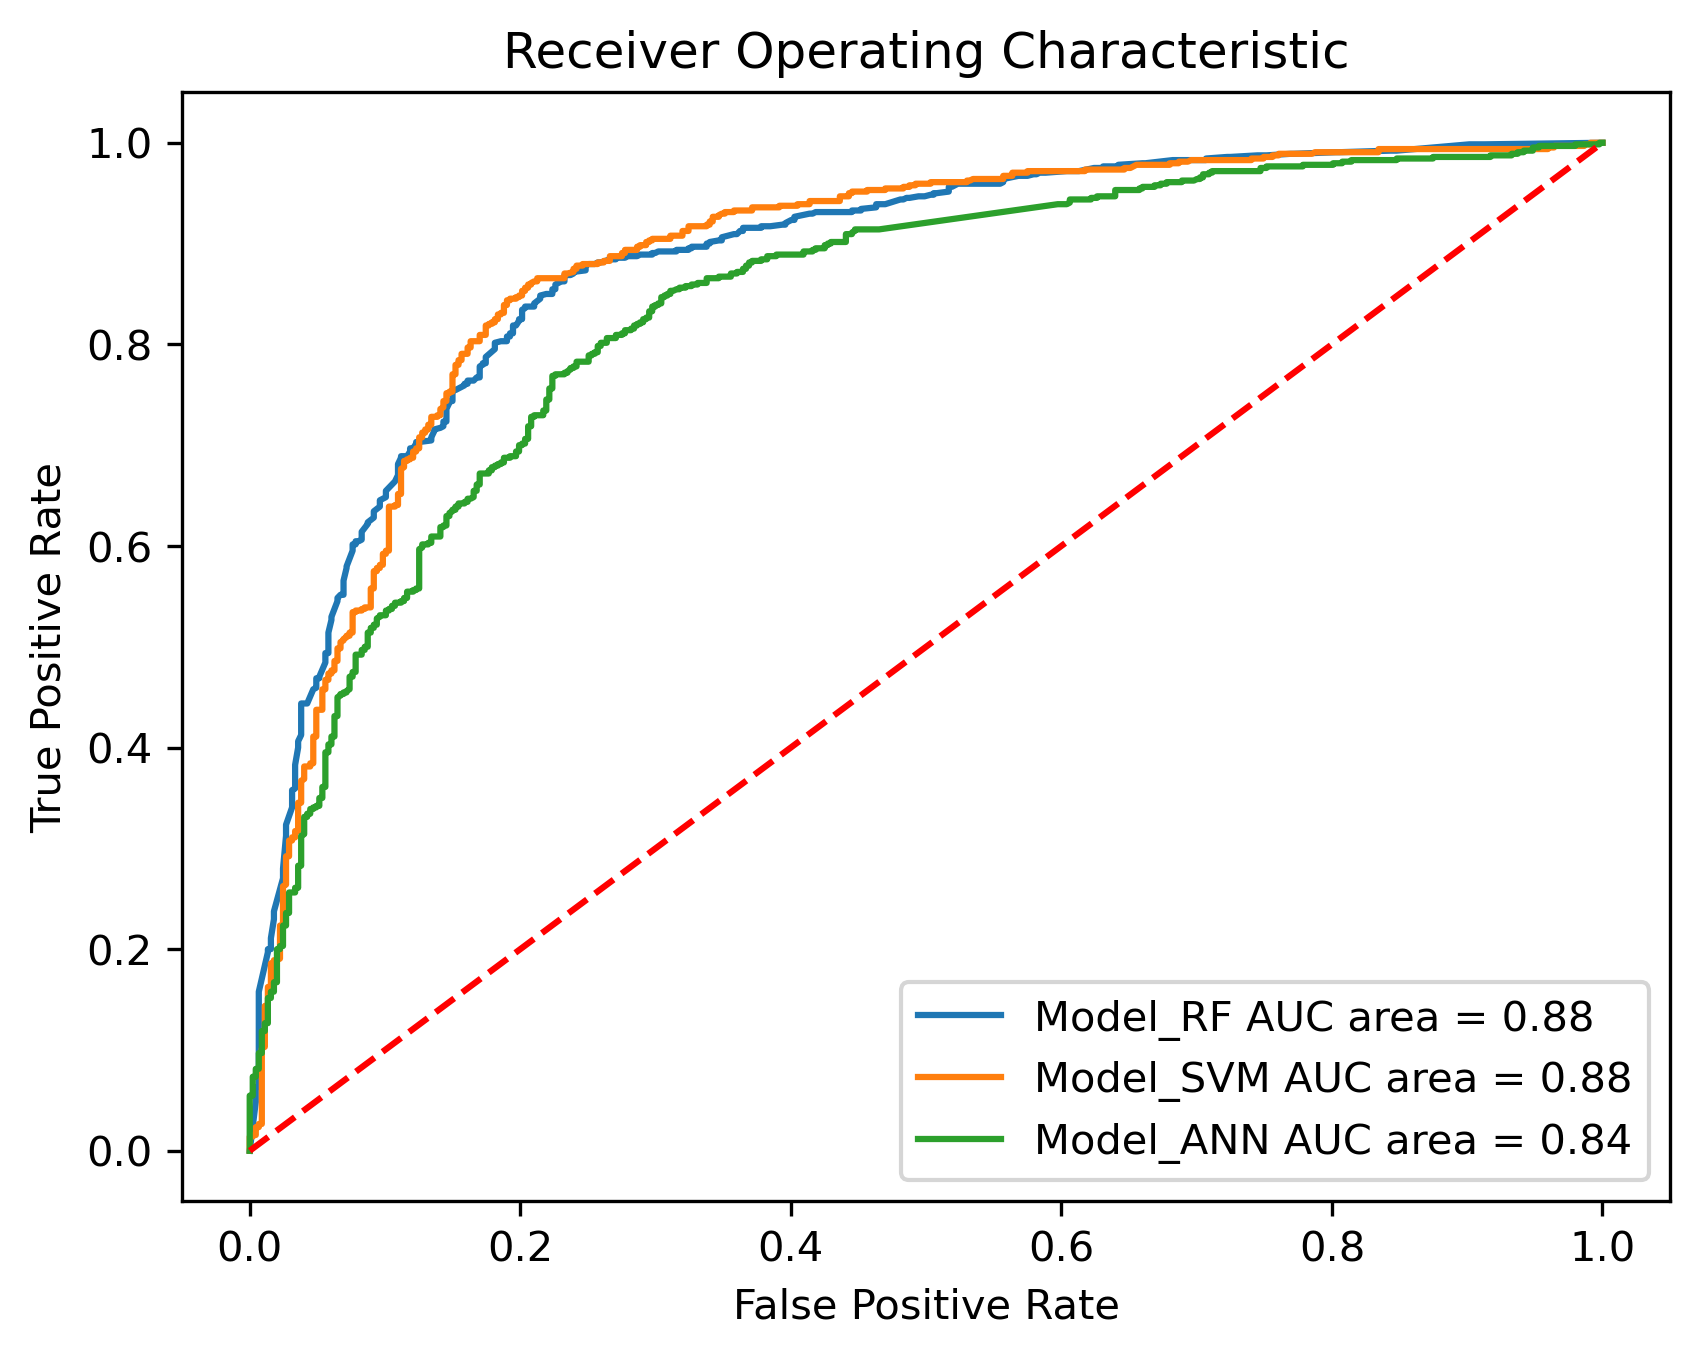 Receiver Operating Characteristic
1.0
0.8
0.6
0.4
0.2
0.0
True Positive Rate
Model_RF AUC area = 0.88
Model_SVM AUC area = 0.88
Model_ANN AUC area = 0.84
0.0 0.2 0.4 0.6 0.8 1.0
False Positive Rate